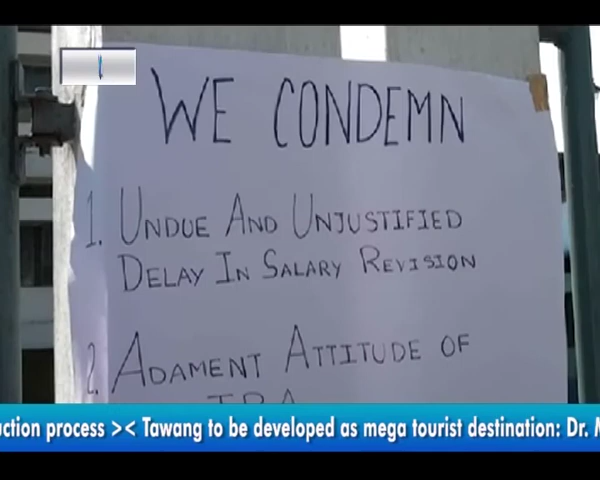 WE CONDEMN
1. UNDUE AND UNJUSTIFIED
DELAY IN SALARY REVISION
2. ADAMENT ATTITUDE OF
uction process >< Tawang to be developed as mega tourist destination: Dr.